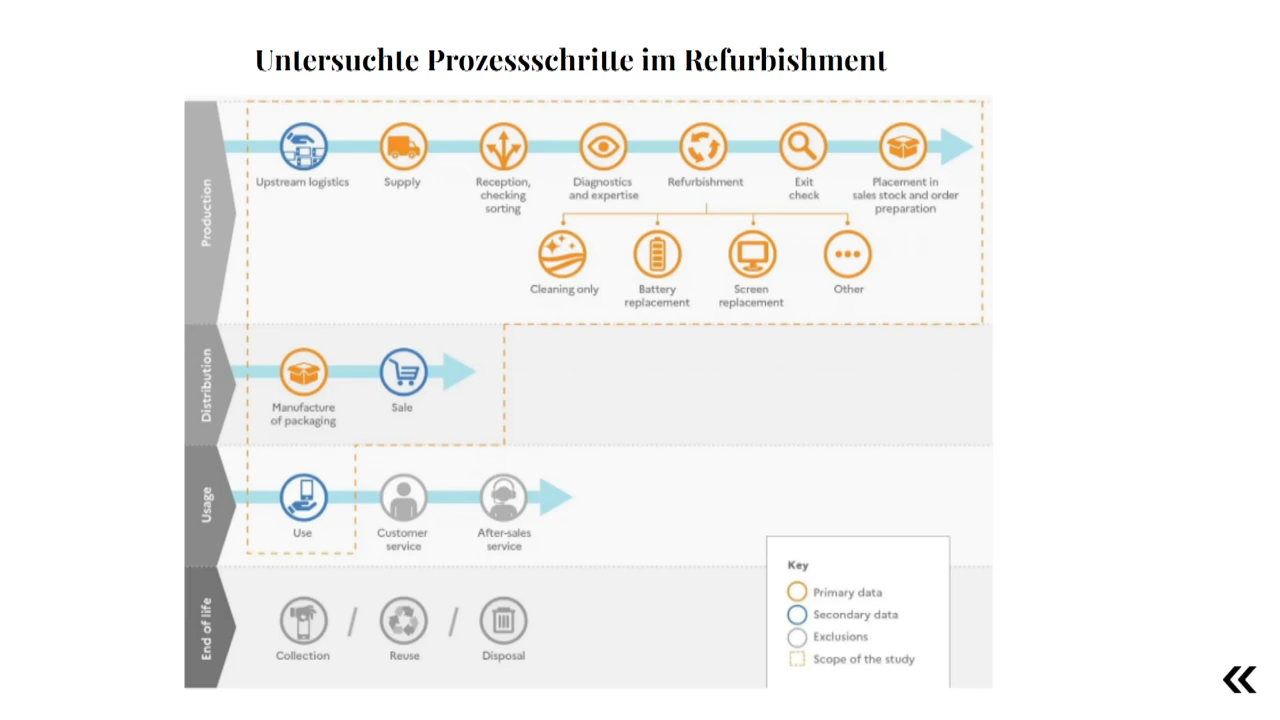 Untersuchte Prozessschritte im Refurbishment
Production
Upstream logistics
Supply
Reception,
checking
sorting
Diagnostics
and expertise
Refurbishment
Exit
check
Placement in
sales stock and order
preparation
Cleaning only
Battery
replacement
Screen
replacement
Other
Distribution
Manufacture
of packaging
Sale
Usage
Use
Customer
service
After-sales
service
End of life
Collection
/
Reuse
/
Disposal
Key
Primary data
Secondary data
Exclusions
Scope of the study